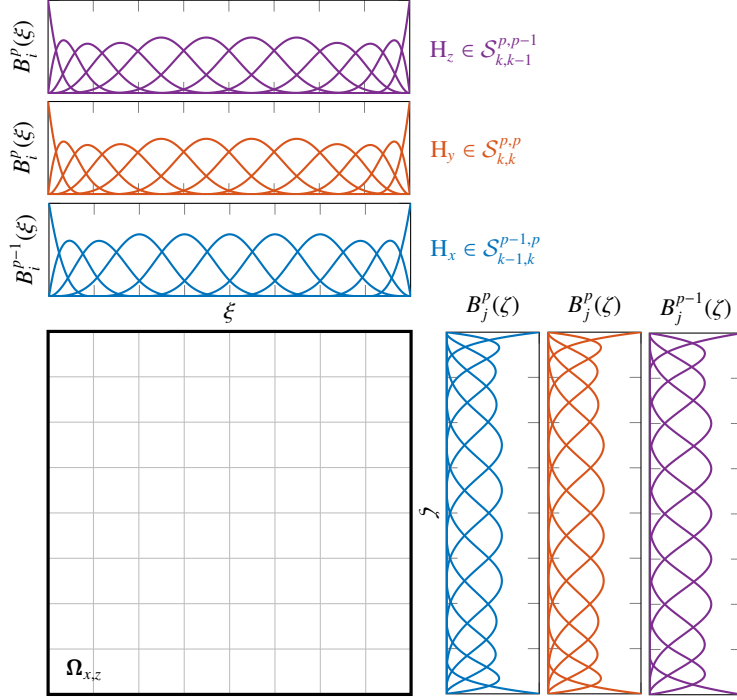 B_i^p(ξ)
H_z ∈ S_{k,k−1}^{p,p−1}
B_i^p(ξ)
H_y ∈ S_{k,k}^{p,p}
B_i^{p−1}(ξ)
H_x ∈ S_{k−1,k}^{p−1,p}
ξ
B_j^p(ζ) B_j^p(ζ) B_j^{p−1}(ζ)
ζ
Ω_{x,z}